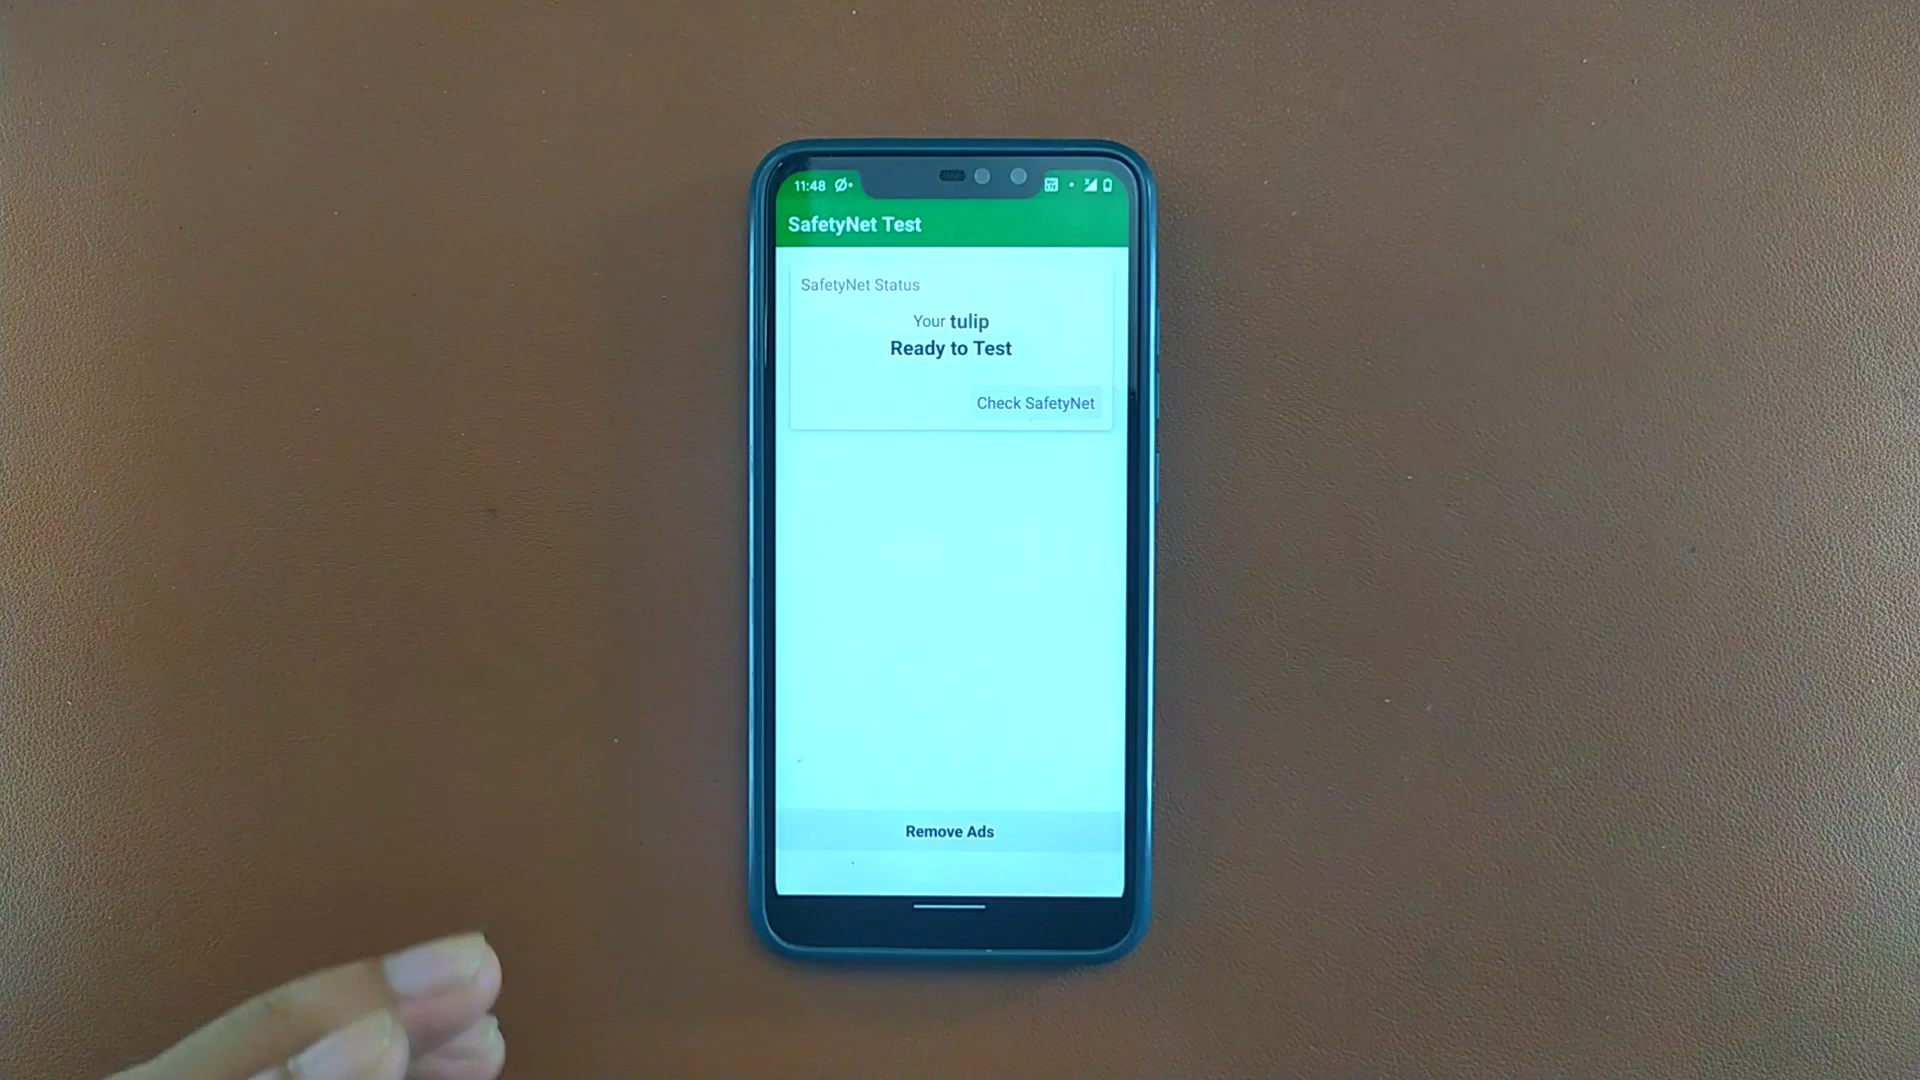 11:48
SafetyNet Test
SafetyNet Status
Your tulip
Ready to Test
Check SafetyNet
Remove Ads